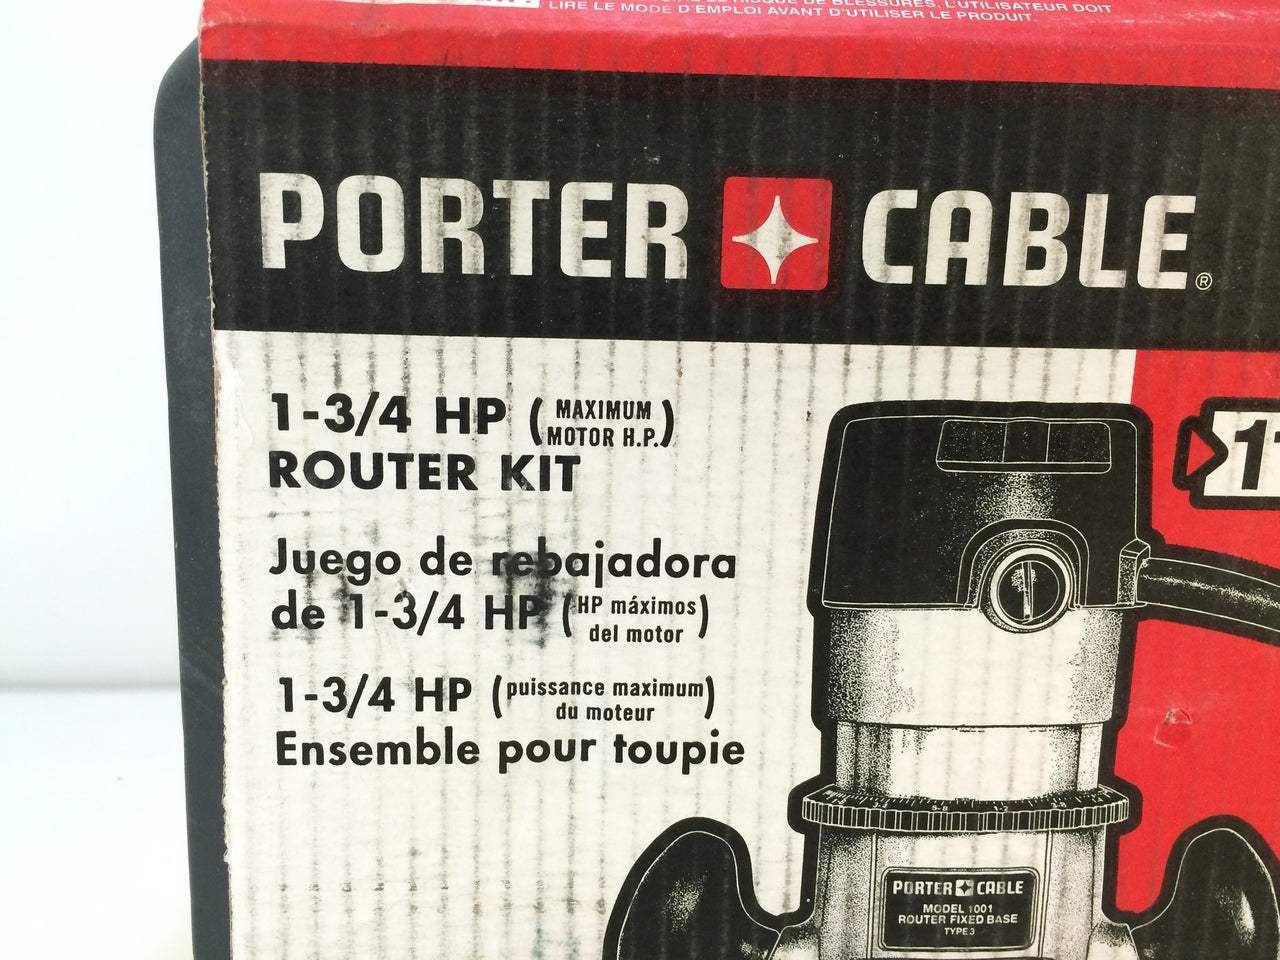 LIRE LE MODE D'EMPLOI AVANT D'UTILISER LE PRODUIT.
PORTER CABLE®
1-3/4 HP (MAXIMUM
MOTOR H.P.)
ROUTER KIT
Juego de rebajadora
de 1-3/4 HP (HP máximos
del motor)
1-3/4 HP (puissance maximum)
du moteur
Ensemble pour toupie
PORTER CABLE
MODEL 1001
ROUTER FIXED BASE
TYPE 3